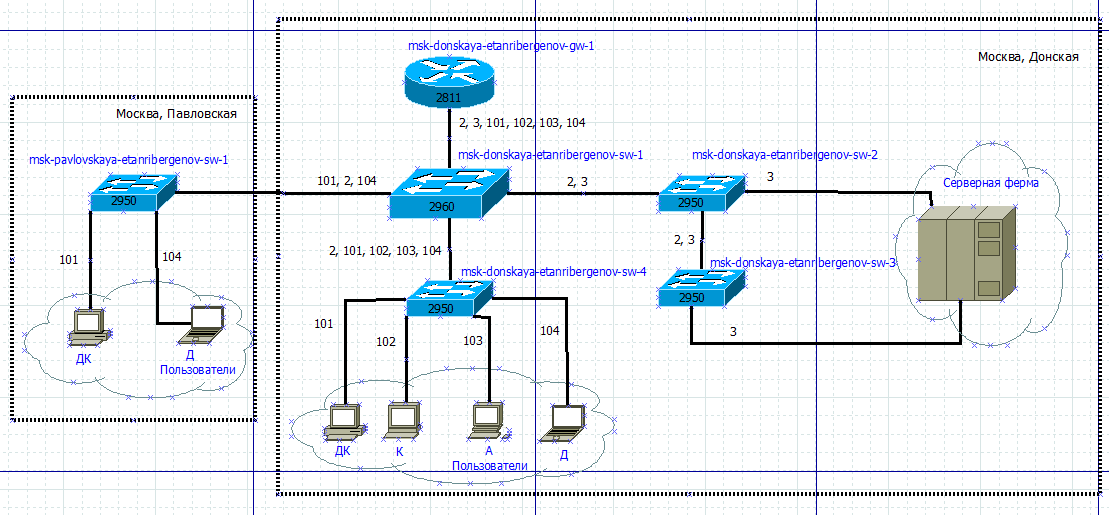 msk-donskaya-etanribergenov-gw-1
Москва, Донская
2811
Москва, Павловская
2, 3, 101, 102, 103, 104
msk-pavlovskaya-etanribergenov-sw-1
msk-donskaya-etanribergenov-sw-1
msk-donskaya-etanribergenov-sw-2
101, 2, 104
2, 3
3
Серверная ферма
2950
2960
2950
2, 3
101
104
2, 101, 102, 103, 104
msk-donskaya-etanribergenov-sw-4
msk-donskaya-etanribergenov-sw-3
2950
2950
101
102
103
104
3
ДК
Д
Пользователи
ДК
К
А
Д
Пользователи